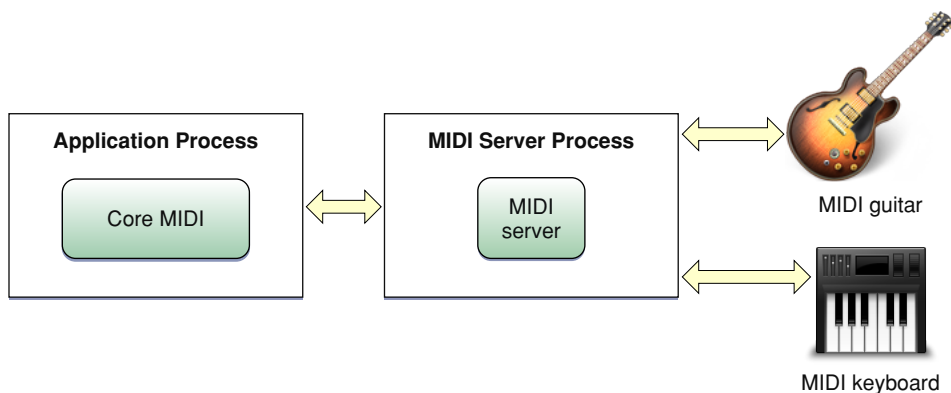 Application Process
Core MIDI
MIDI Server Process
MIDI
server
MIDI guitar
MIDI keyboard